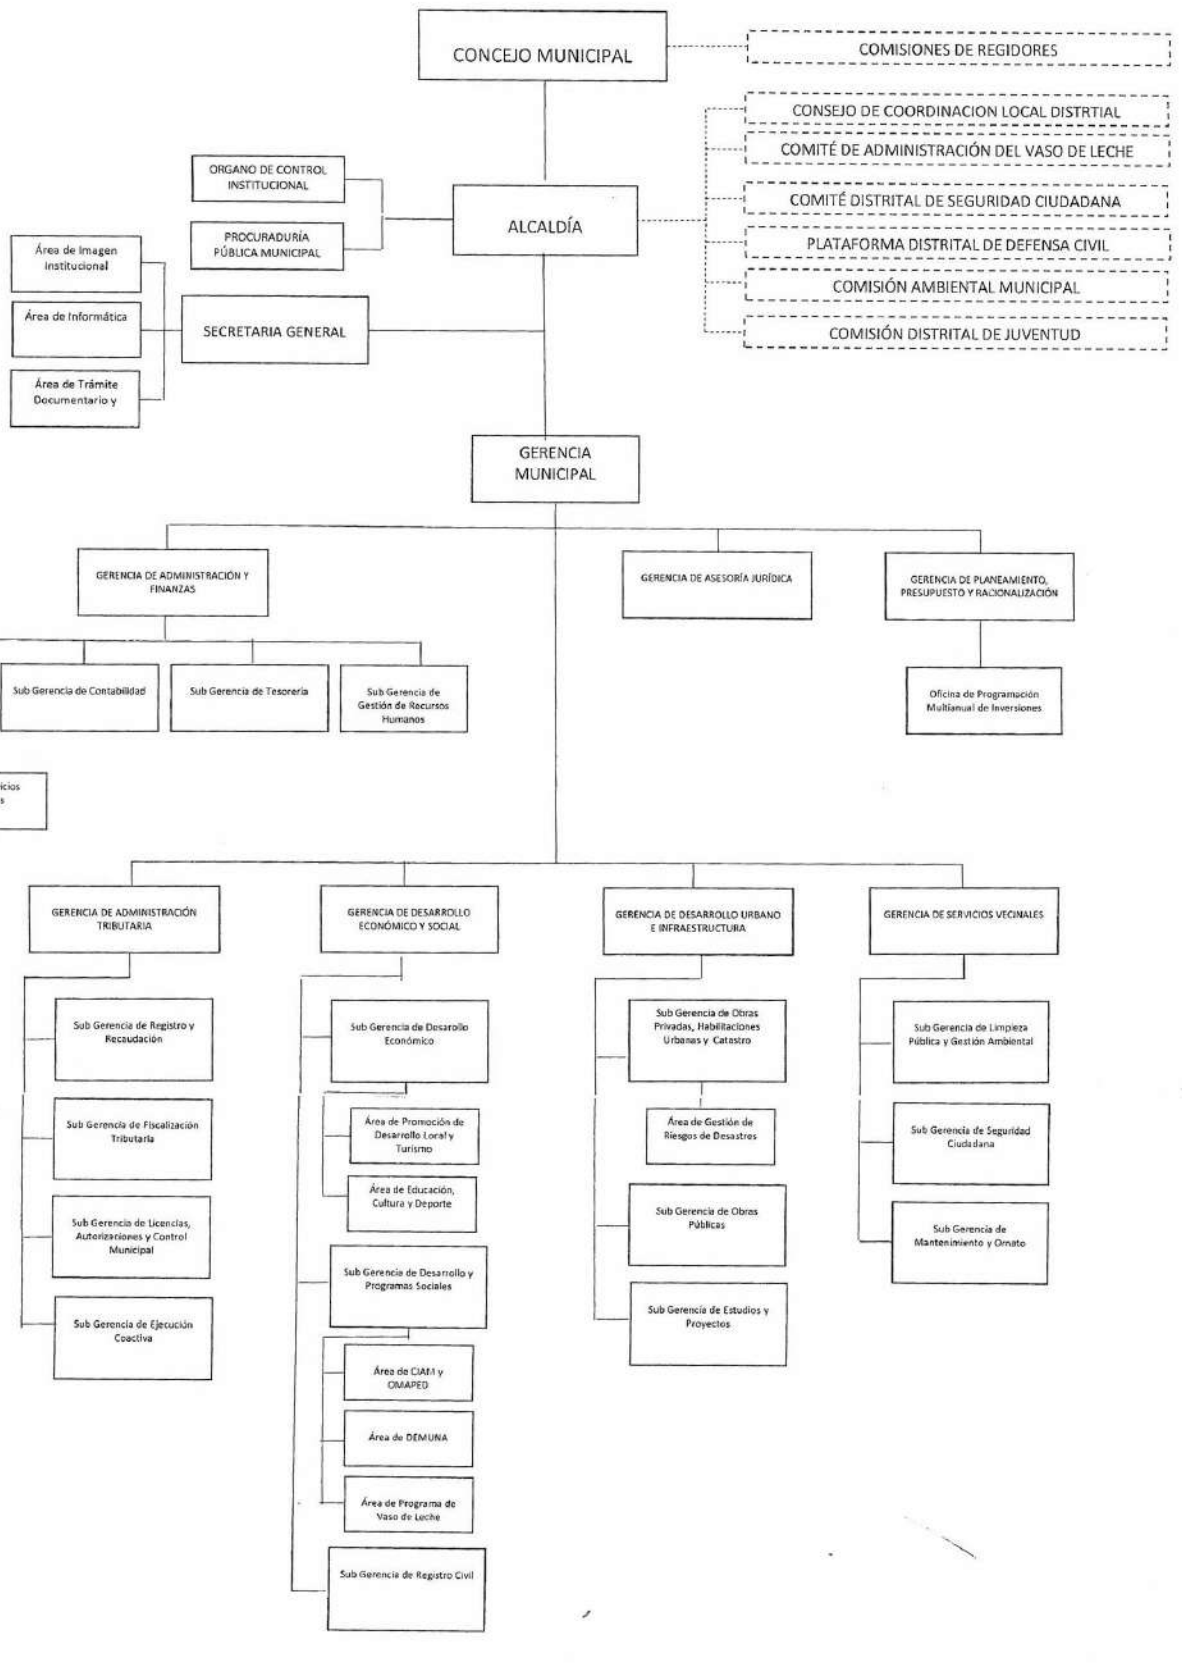 CONCEJO MUNICIPAL
COMISIONES DE REGIDORES
CONSEJO DE COORDINACION LOCAL DISTRTIAL
COMITÉ DE ADMINISTRACIÓN DEL VASO DE LECHE
COMITÉ DISTRITAL DE SEGURIDAD CIUDADANA
PLATAFORMA DISTRITAL DE DEFENSA CIVIL
COMISIÓN AMBIENTAL MUNICIPAL
COMISIÓN DISTRITAL DE JUVENTUD
ORGANO DE CONTROL
INSTITUCIONAL
ALCALDÍA
PROCURADURÍA
PÚBLICA MUNICIPAL
Área de Imagen
Institucional
Área de Informática
SECRETARIA GENERAL
Área de Trámite
Documentario y
GERENCIA
MUNICIPAL
GERENCIA DE ADMINISTRACIÓN Y
FINANZAS
GERENCIA DE ASESORÍA JURÍDICA
GERENCIA DE PLANEAMIENTO,
PRESUPUESTO Y RACIONALIZACIÓN
Sub Gerencia de Contabilidad
Sub Gerencia de Tesorería
Sub Gerencia de
Gestión de Recursos
Humanos
Oficina de Programación
Multianual de Inversiones
icios
s
GERENCIA DE ADMINISTRACIÓN
TRIBUTARIA
GERENCIA DE DESARROLLO
ECONÓMICO Y SOCIAL
GERENCIA DE DESARROLLO URBANO
E INFRAESTRUCTURA
GERENCIA DE SERVICIOS VECINALES
Sub Gerencia de Registro y
Recaudación
Sub Gerencia de Fiscalización
Tributaria
Sub Gerencia de Licencias,
Autorizaciones y Control
Municipal
Sub Gerencia de Ejecución
Coactiva
Sub Gerencia de Desarollo
Económico
Área de Promoción de
Desarrollo Local y
Turismo
Área de Educación,
Cultura y Deporte
Sub Gerencia de Desarrollo y
Programas Sociales
Área de CIAM y
OMAPED
Área de DEMUNA
Área de Programa de
Vaso de Leche
Sub Gerencia de Registro Civil
Sub Gerencia de Obras
Privadas, Habilitaciones
Urbanas y Catastro
Área de Gestión de
Riesgos de Desastres
Sub Gerencia de Obras
Públicas
Sub Gerencia de Estudios y
Proyectos
Sub Gerencia de Limpieza
Pública y Gestión Ambiental
Sub Gerencia de Seguridad
Ciudadana
Sub Gerencia de
Mantenimiento y Ornato